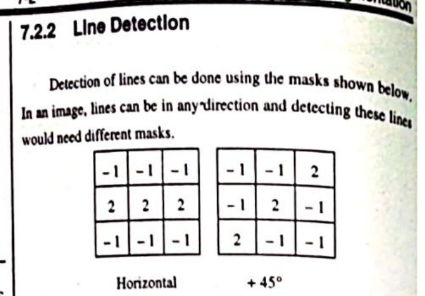 7.2.2 Line Detection
Detection of lines can be done using the masks shown below.
In an image, lines can be in any direction and detecting these lines
would need different masks.
-1 -1 -1 -1 -1 2
2 2 2 -1 2 -1
-1 -1 -1 2 -1 -1
Horizontal + 45°